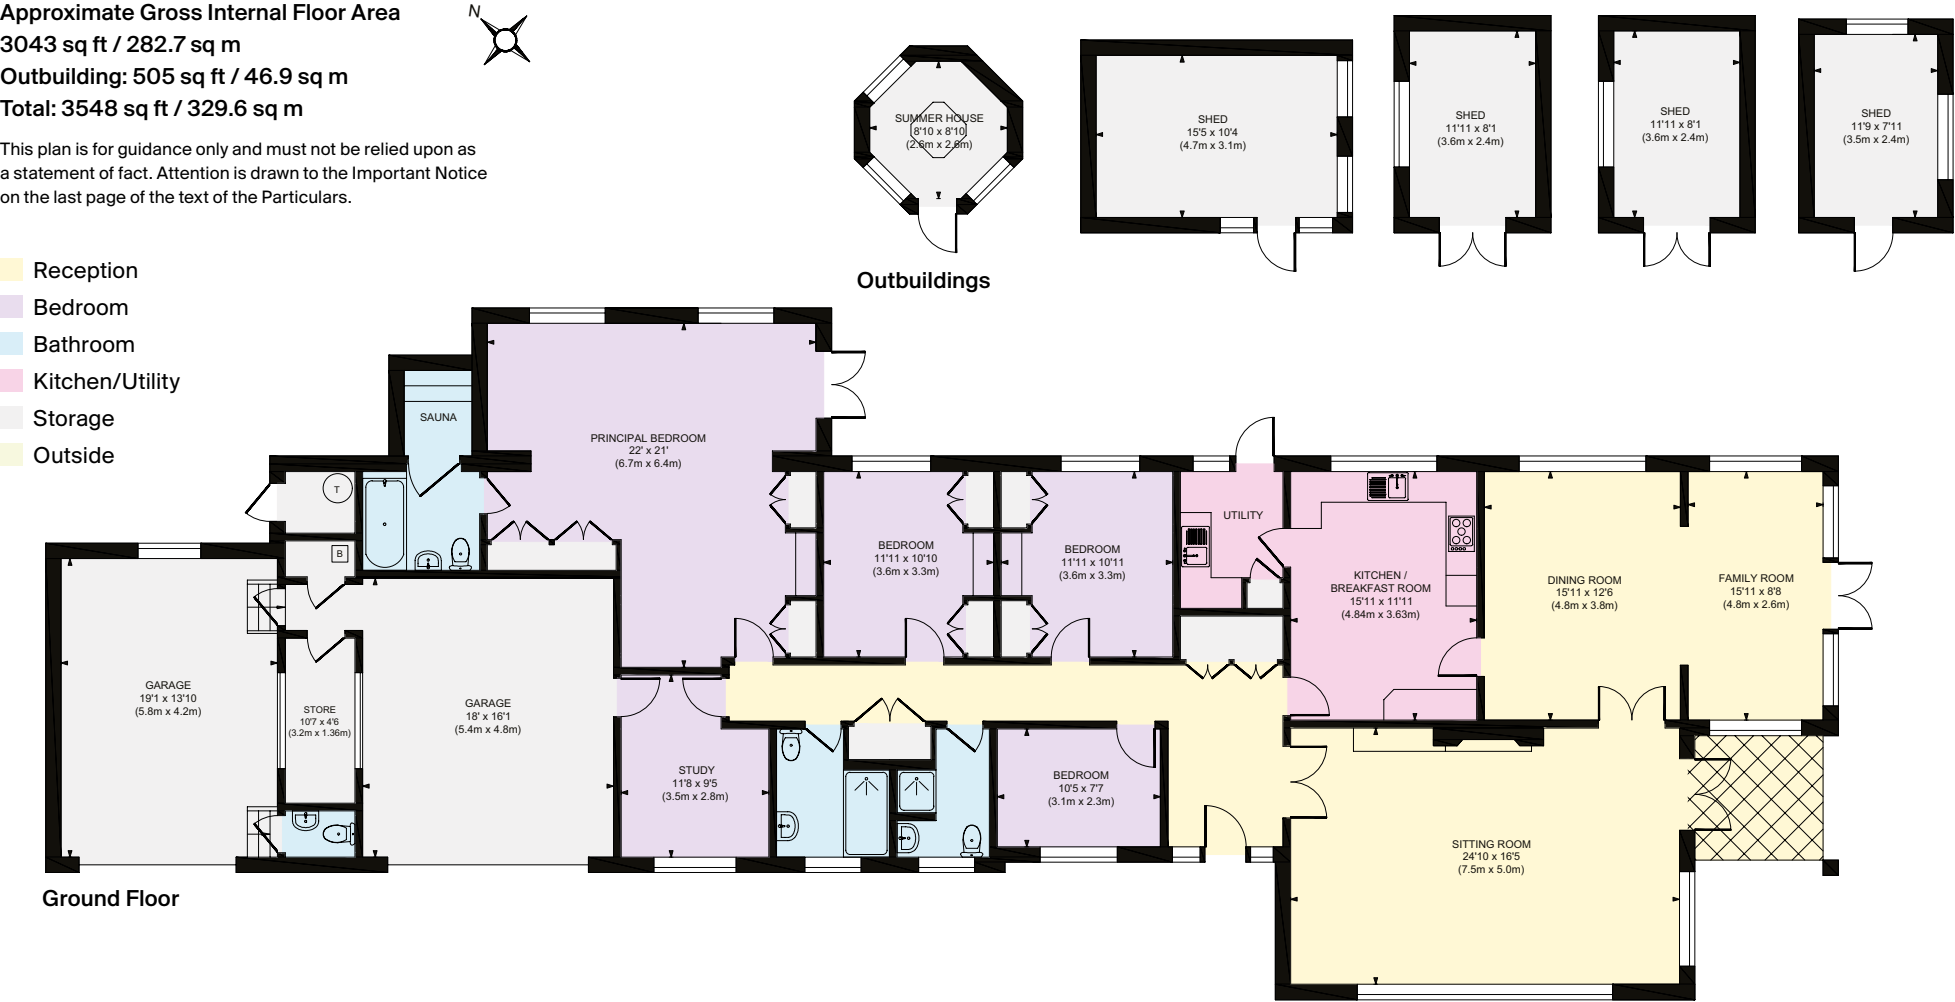 Approximate Gross Internal Floor Area
3043 sq ft / 282.7 sq m
Outbuilding: 505 sq ft / 46.9 sq m
Total: 3548 sq ft / 329.6 sq m
This plan is for guidance only and must not be relied upon as
a statement of fact. Attention is drawn to the Important Notice
on the last page of the text of the Particulars.
N
Reception
Bedroom
Bathroom
Kitchen/Utility
Storage
Outside
SUMMER HOUSE
8'10 x 8'10
(2.6m x 2.6m)
SHED
15'5 x 10'4
(4.7m x 3.1m)
SHED
11'11 x 8'1
(3.6m x 2.4m)
SHED
11'11 x 8'1
(3.6m x 2.4m)
SHED
11'9 x 7'11
(3.5m x 2.4m)
Outbuildings
SAUNA
PRINCIPAL BEDROOM
22' x 21'
(6.7m x 6.4m)
T
B
BEDROOM
11'11 x 10'10
(3.6m x 3.3m)
BEDROOM
11'11 x 10'11
(3.6m x 3.3m)
UTILITY
KITCHEN /
BREAKFAST ROOM
15'11 x 11'11
(4.84m x 3.63m)
DINING ROOM
15'11 x 12'6
(4.8m x 3.8m)
FAMILY ROOM
15'11 x 8'8
(4.8m x 2.6m)
GARAGE
19'1 x 13'10
(5.8m x 4.2m)
STORE
10'7 x 4'6
(3.2m x 1.36m)
GARAGE
18' x 16'1
(5.4m x 4.8m)
STUDY
11'8 x 9'5
(3.5m x 2.8m)
BEDROOM
10'5 x 7'7
(3.1m x 2.3m)
SITTING ROOM
24'10 x 16'5
(7.5m x 5.0m)
Ground Floor